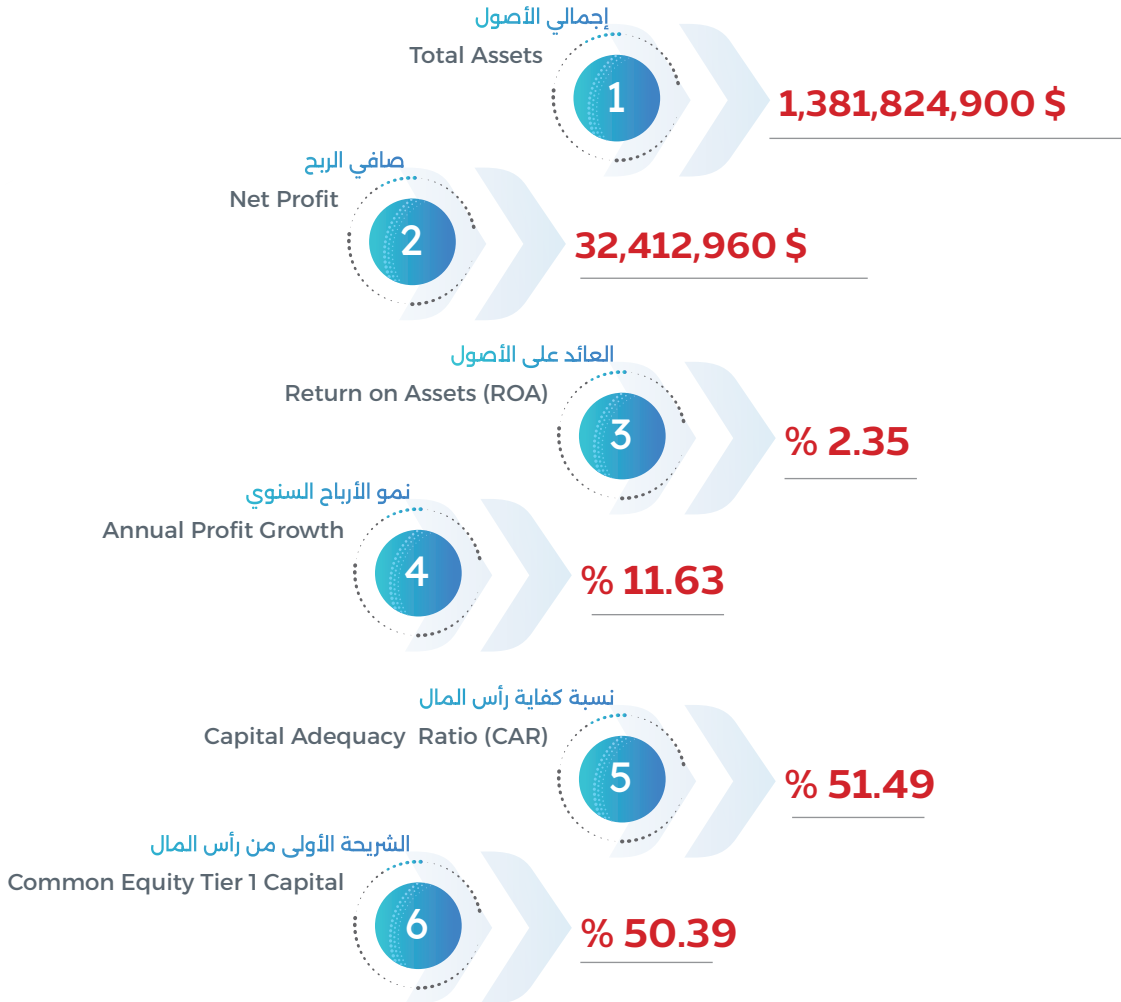 إجمالي الأصول
Total Assets
1
1,381,824,900 $
صافي الربح
Net Profit
2
32,412,960 $
العائد على الأصول
Return on Assets (ROA)
3
% 2.35
نمو الأرباح السنوي
Annual Profit Growth
4
% 11.63
نسبة كفاية رأس المال
Capital Adequacy Ratio (CAR)
5
% 51.49
الشريحة الأولى من رأس المال
Common Equity Tier 1 Capital
6
% 50.39